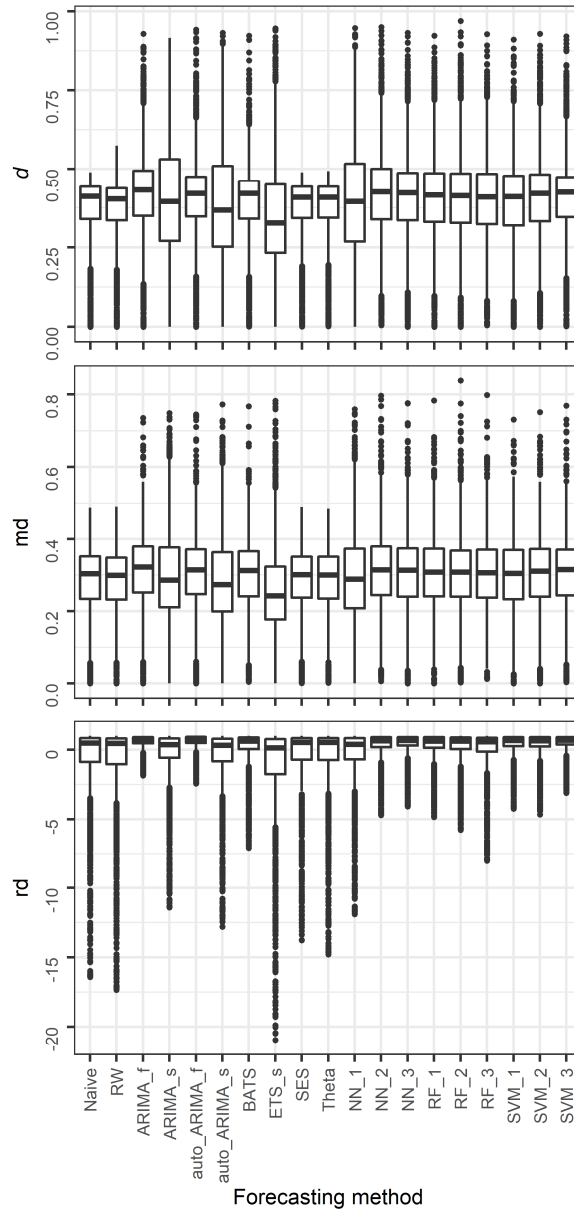 d
1.00
0.75
0.50
0.25
0.00
md
0.8
0.6
0.4
0.2
0.0
rd
0
-5
-10
-15
-20
Naive
RW
ARIMA_f
ARIMA_s
auto_ARIMA_f
auto_ARIMA_s
BATS
ETS_s
SES
Theta
NN_1
NN_2
NN_3
RF_1
RF_2
RF_3
SVM_1
SVM_2
SVM_3
Forecasting method